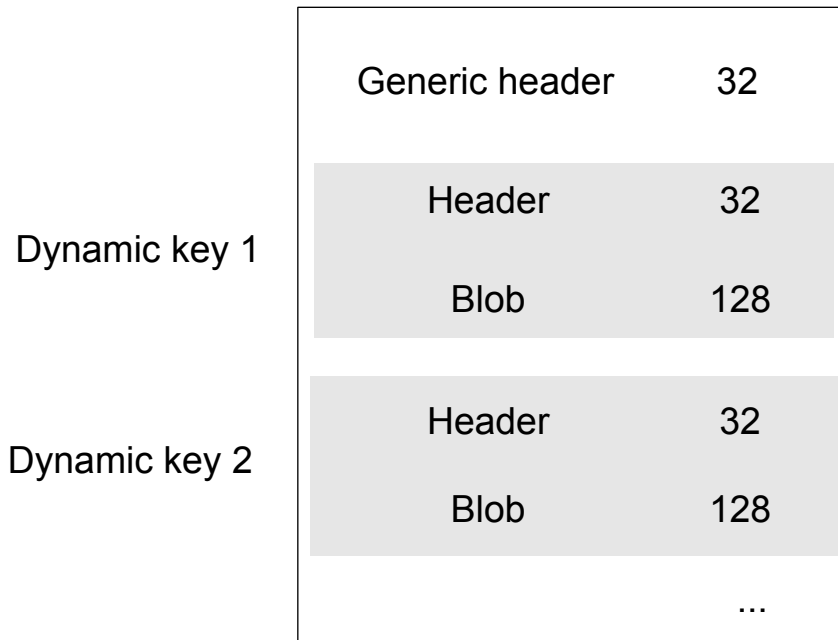 Generic header 32
Header 32
Dynamic key 1
Blob 128
Header 32
Dynamic key 2
Blob 128
...